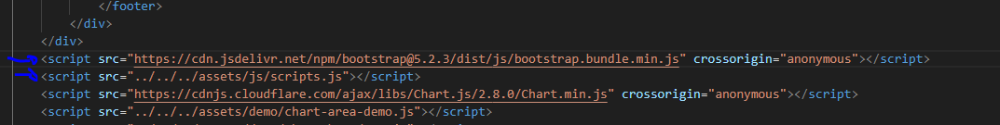 </footer>
</div>
</div>
<script src="https://cdn.jsdelivr.net/npm/bootstrap@5.2.3/dist/js/bootstrap.bundle.min.js" crossorigin="anonymous"></script>
<script src="../../../assets/js/scripts.js"></script>
<script src="https://cdnjs.cloudflare.com/ajax/libs/Chart.js/2.8.0/Chart.min.js" crossorigin="anonymous"></script>
<script src="../../../assets/demo/chart-area-demo.js"></script>